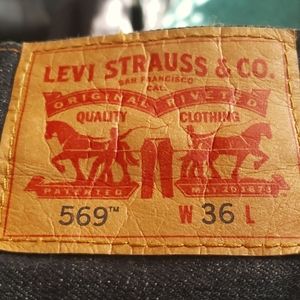 LEVI STRAUSS & CO.
SAN FRANCISCO
CAL.
ORIGINAL RIVETED
QUALITY CLOTHING
PATENTED MAY 20 1873
569™ W 36 L